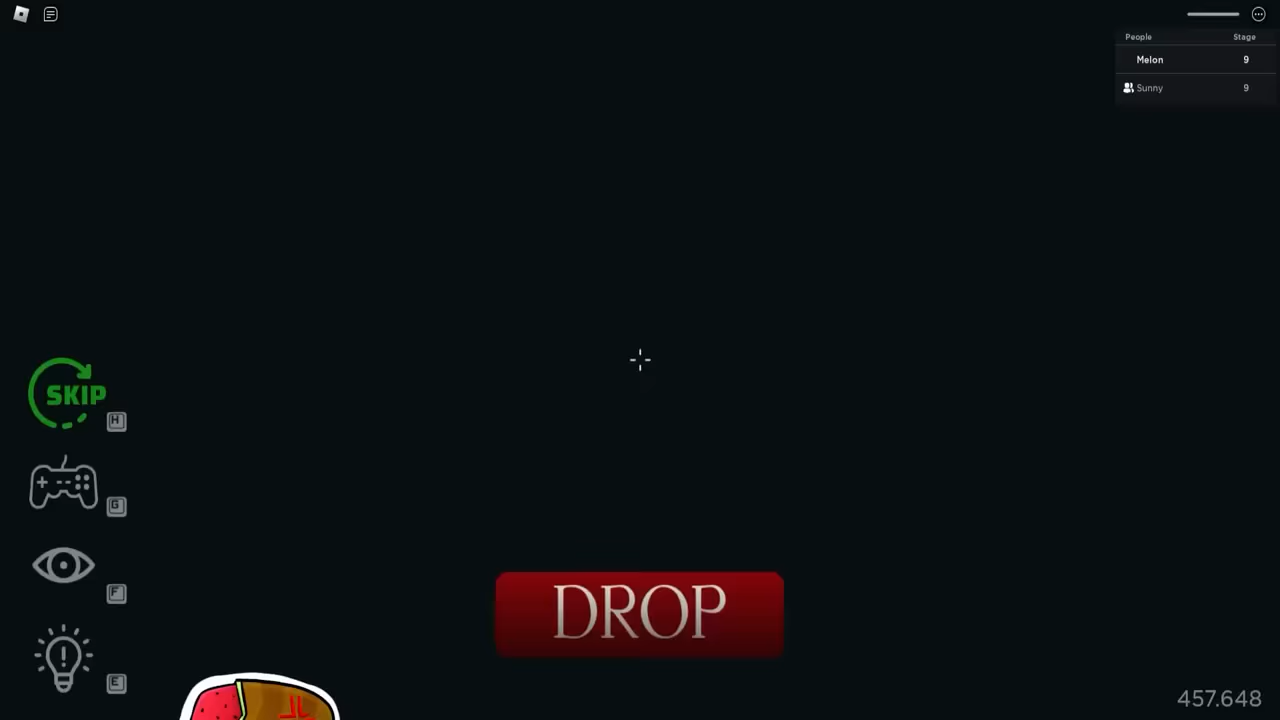 People Stage
Melon 9
Sunny 9
SKIP
H
G
F
E
DROP
457.648